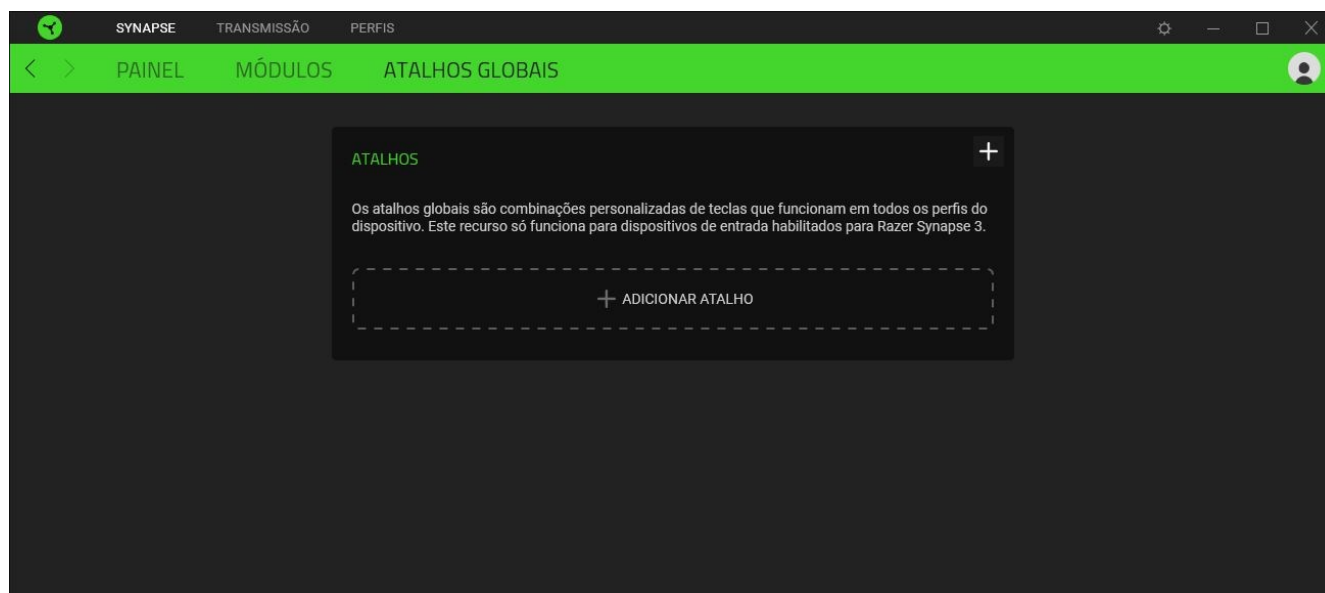 SYNAPSE TRANSMISSÃO PERFIS
PAINEL MÓDULOS ATALHOS GLOBAIS
ATALHOS
Os atalhos globais são combinações personalizadas de teclas que funcionam em todos os perfis do
dispositivo. Este recurso só funciona para dispositivos de entrada habilitados para Razer Synapse 3.
ADICIONAR ATALHO